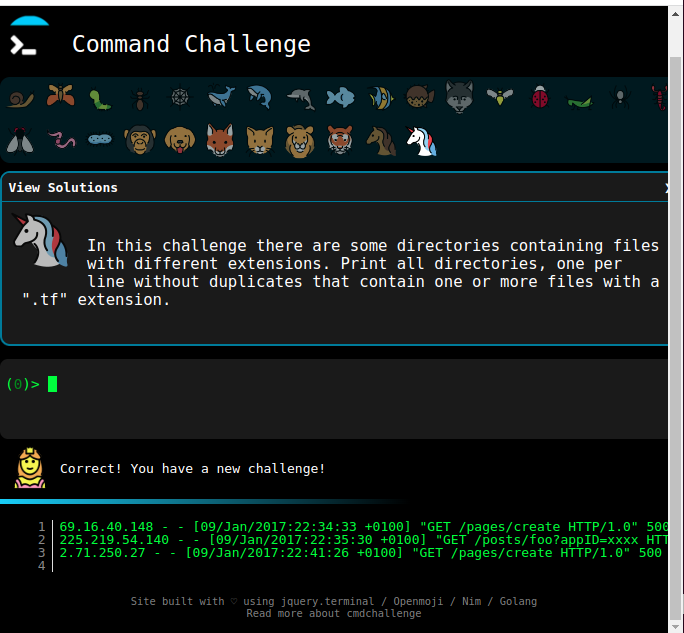 Command Challenge
View Solutions
In this challenge there are some directories containing files
with different extensions. Print all directories, one per
line without duplicates that contain one or more files with a
".tf" extension.
(0)>
Correct! You have a new challenge!
1 69.16.40.148 - - [09/Jan/2017:22:34:33 +0100] "GET /pages/create HTTP/1.0" 500
2 225.219.54.140 - - [09/Jan/2017:22:35:30 +0100] "GET /posts/foo?appID=xxxx HTT
3 2.71.250.27 - - [09/Jan/2017:22:41:26 +0100] "GET /pages/create HTTP/1.0" 500
4
Site built with ♡ using jquery.terminal / Openmoji / Nim / Golang
Read more about cmdchallenge